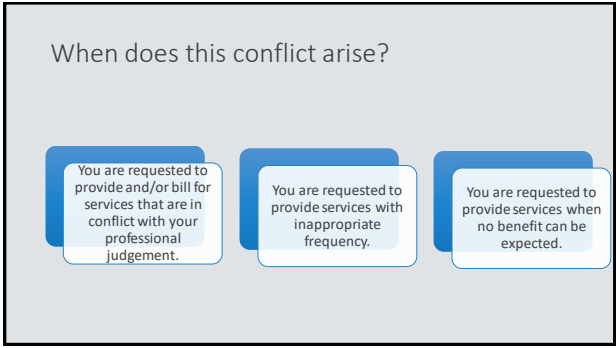 When does this conflict arise?
You are requested to
provide and/or bill for
services that are in
conflict with your
professional
judgement.
You are requested to
provide services with
inappropriate
frequency.
You are requested to
provide services when
no benefit can be
expected.